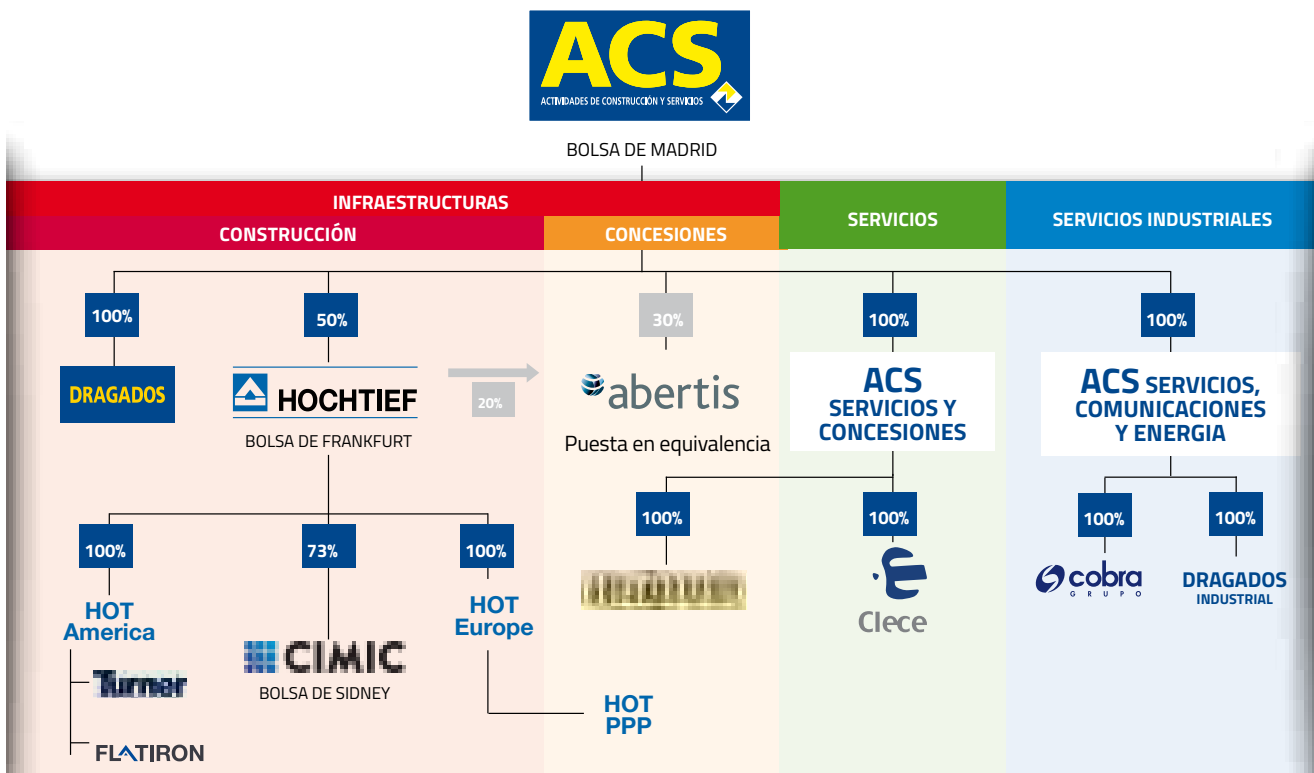 ACS
ACTIVIDADES DE CONSTRUCCIÓN Y SERVICIOS
BOLSA DE MADRID
INFRAESTRUCTURAS
CONSTRUCCIÓN
CONCESIONES
SERVICIOS
SERVICIOS INDUSTRIALES
100%
50%
30%
100%
100%
DRAGADOS
HOCHTIEF
BOLSA DE FRANKFURT
20%
abertis
Puesta en equivalencia
ACS
SERVICIOS Y
CONCESIONES
ACS SERVICIOS,
COMUNICACIONES
Y ENERGIA
100%
73%
100%
100%
100%
100%
100%
HOT
America
Turner
FLATIRON
CIMIC
BOLSA DE SIDNEY
HOT
Europe
HOT
PPP
Clece
cobra
GRUPO
DRAGADOS
INDUSTRIAL